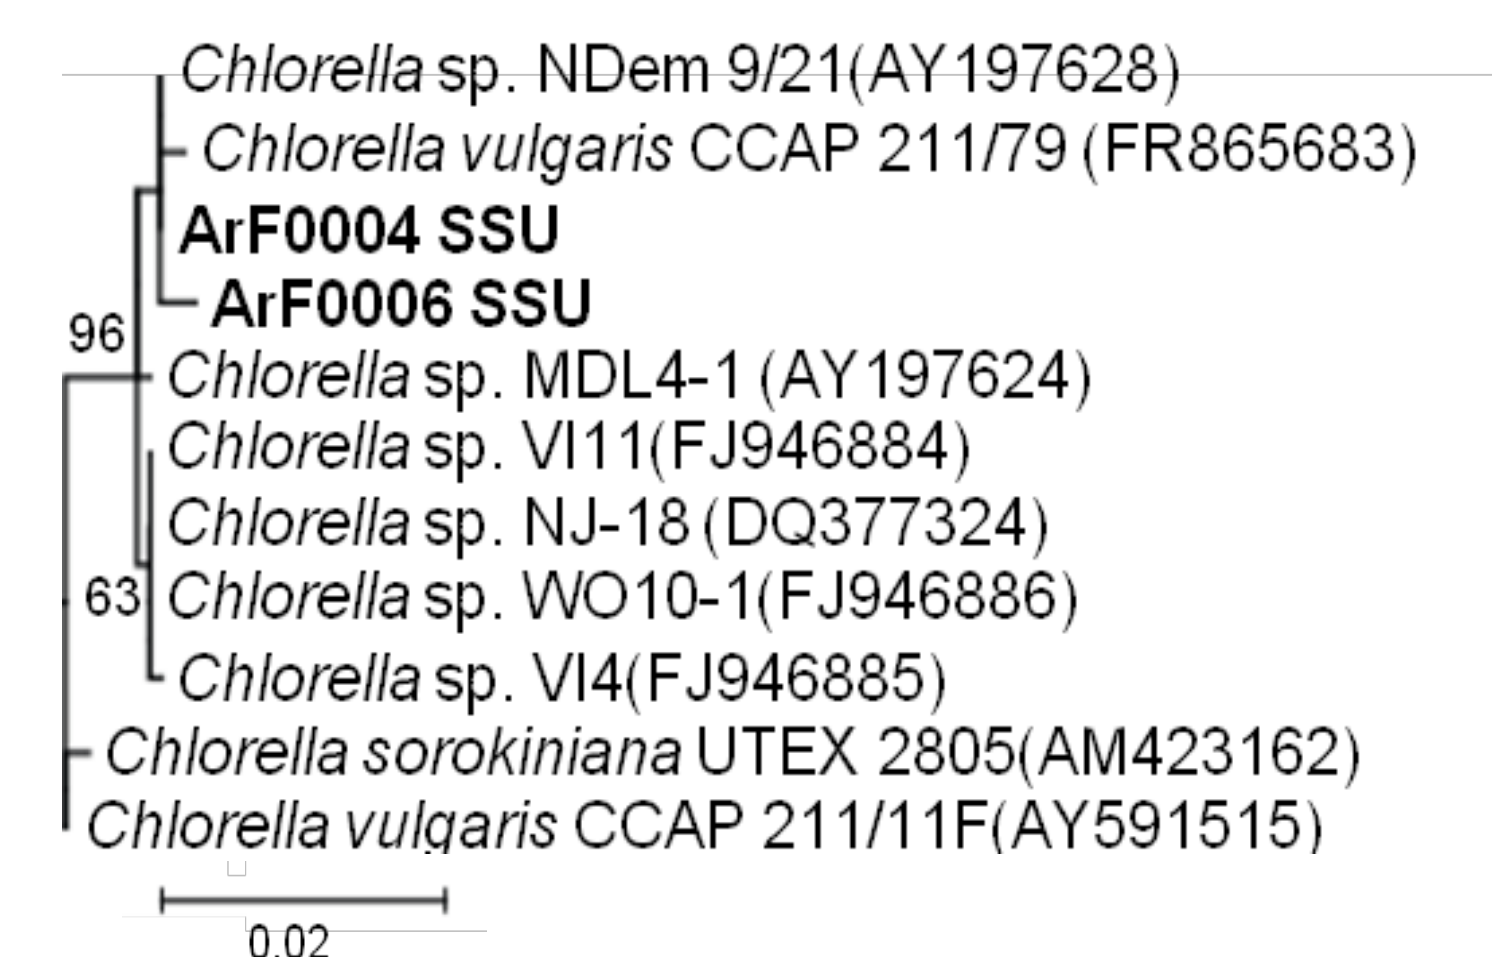 Chlorella sp. NDem 9/21(AY197628)
Chlorella vulgaris CCAP 211/79 (FR865683)
ArF0004 SSU
ArF0006 SSU
96
Chlorella sp. MDL4-1 (AY197624)
Chlorella sp. VI11(FJ946884)
Chlorella sp. NJ-18 (DQ377324)
63 Chlorella sp. WO10-1(FJ946886)
Chlorella sp. VI4(FJ946885)
Chlorella sorokiniana UTEX 2805(AM423162)
Chlorella vulgaris CCAP 211/11F(AY591515)
0.02